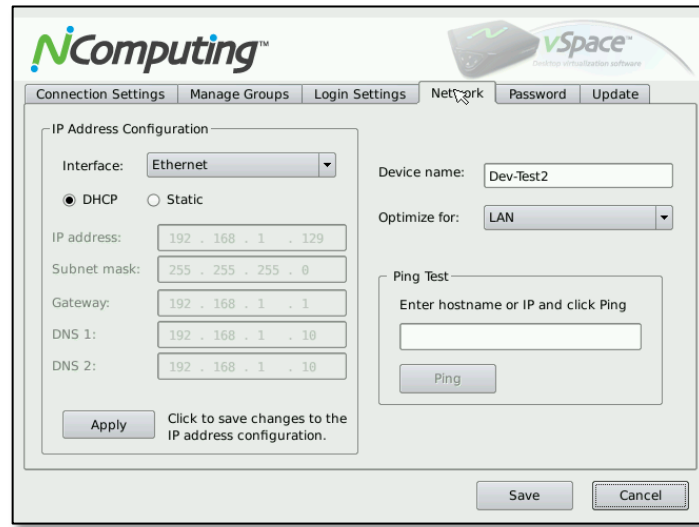 NComputing™
vSpace™
Desktop virtualization software
Connection Settings
Manage Groups
Login Settings
Network
Password
Update
IP Address Configuration
Interface: Ethernet
DHCP Static
IP address: 192 . 168 . 1 . 129
Subnet mask: 255 . 255 . 255 . 0
Gateway: 192 . 168 . 1 . 1
DNS 1: 192 . 168 . 1 . 10
DNS 2: 192 . 168 . 1 . 10
Apply
Click to save changes to the
IP address configuration.
Device name: Dev-Test2
Optimize for: LAN
Ping Test
Enter hostname or IP and click Ping
Ping
Save
Cancel